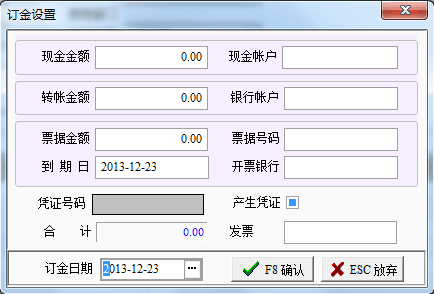 订金设置
现金金额 0.00 现金帐户
转帐金额 0.00 银行帐户
票据金额 0.00 票据号码
到 期 日 2013-12-23 开票银行
凭证号码 产生凭证
合 计 0.00 发票
订金日期 2013-12-23 ... F8 确认 ESC 放弃